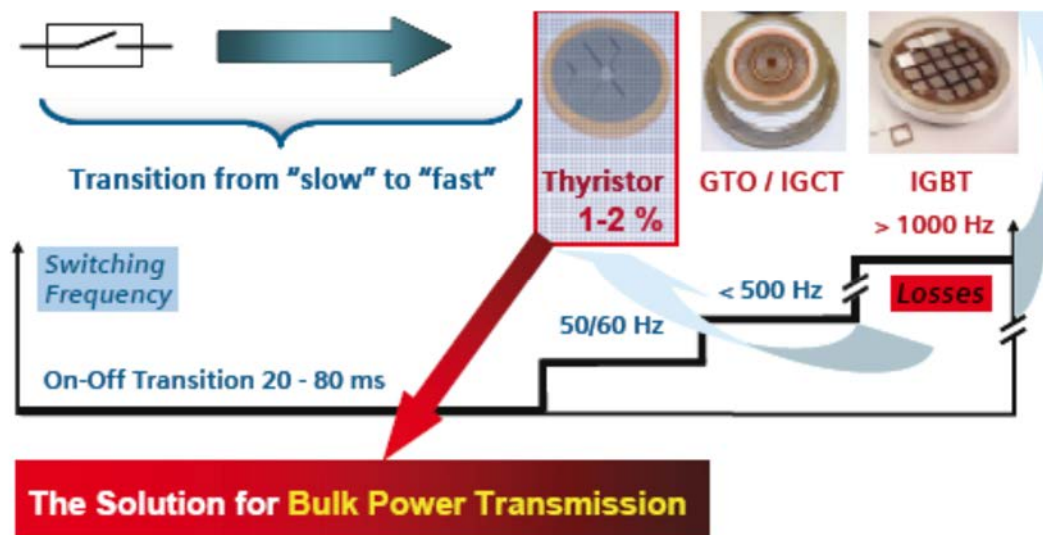 Transition from “slow” to “fast”
Thyristor
1-2 %
GTO / IGCT
IGBT
> 1000 Hz
Switching
Frequency
< 500 Hz
Losses
50/60 Hz
On-Off Transition 20 - 80 ms
The Solution for Bulk Power Transmission